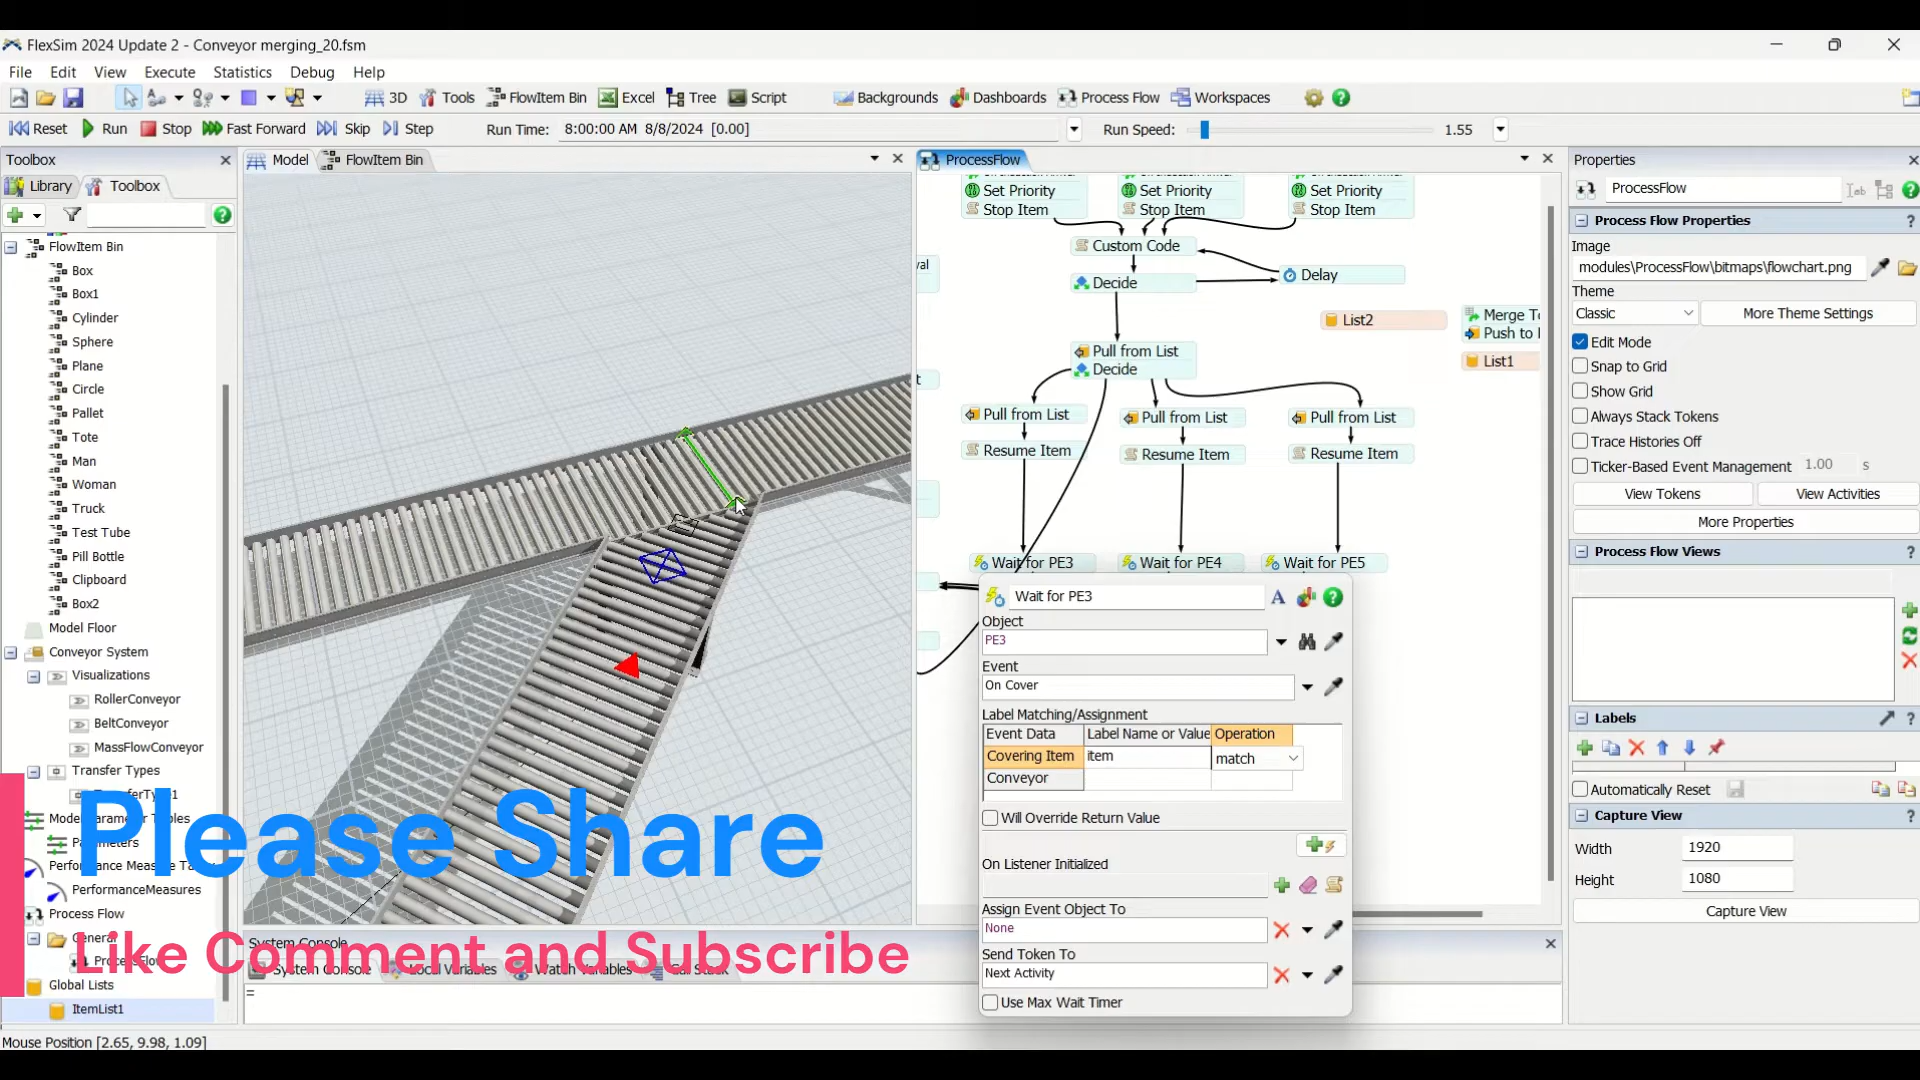 FlexSim 2024 Update 2 - Conveyor merging_20.fsm
File Edit View Execute Statistics Debug Help
3D Tools FlowItem Bin Excel Tree Script Backgrounds Dashboards Process Flow Workspaces
Reset Run Stop Fast Forward Skip Step Run Time: 8:00:00 AM 8/8/2024 [0.00] Run Speed: 1.55
Toolbox
Library Toolbox
FlowItem Bin
Box
Box1
Cylinder
Sphere
Plane
Circle
Pallet
Tote
Man
Woman
Truck
Test Tube
Pill Bottle
Clipboard
Box2
Model Floor
Conveyor System
Visualizations
RollerConveyor
BeltConveyor
MassFlowConveyor
Transfer Types
Parameters
PerformanceMeasures
Process Flow
General
Global Lists
ItemList1
Mouse Position [2.65, 9.98, 1.09]
Model FlowItem Bin
Please Share
Like Comment and Subscribe
System Console
=
ProcessFlow
Set Priority Set Priority Set Priority
Stop Item Stop Item Stop Item
Custom Code
Decide Delay
List2
Merge
Push to
List1
Pull from List
Decide
Pull from List Pull from List Pull from List
Resume Item Resume Item Resume Item
Wait for PE3 Wait for PE4 Wait for PE5
Wait for PE3
Object
PE3
Event
On Cover
Label Matching/Assignment
Event Data Label Name or Value Operation
Covering Item item match
Conveyor
Will Override Return Value
On Listener Initialized
Assign Event Object To
None
Send Token To
Next Activity
Use Max Wait Timer
Properties
ProcessFlow
Process Flow Properties
Image
modules\ProcessFlow\bitmaps\flowchart.png
Theme
Classic More Theme Settings
Edit Mode
Snap to Grid
Show Grid
Always Stack Tokens
Trace Histories Off
Ticker-Based Event Management 1.00 s
View Tokens View Activities
More Properties
Process Flow Views
Labels
Automatically Reset
Capture View
Width 1920
Height 1080
Capture View